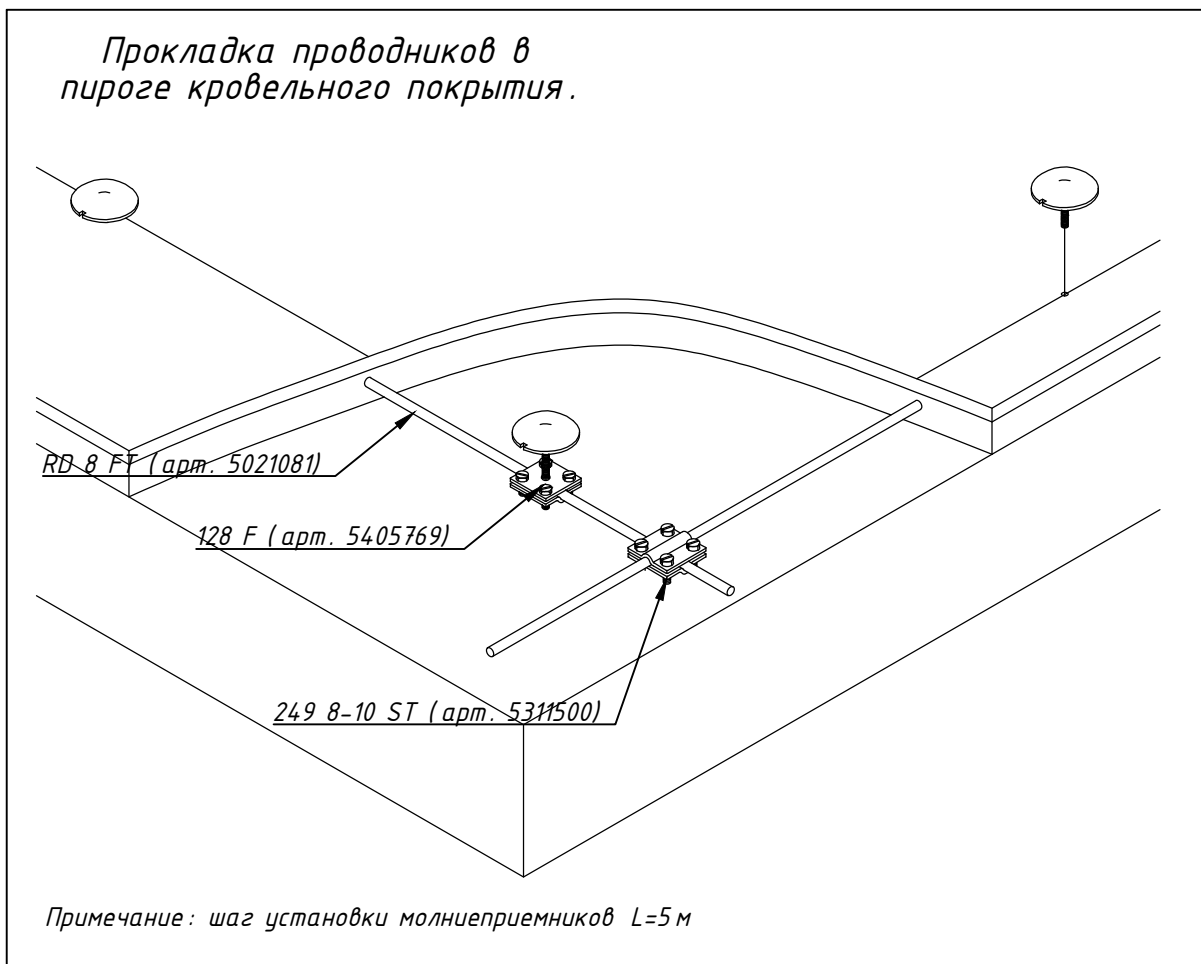 Прокладка проводников в
пироге кровельного покрытия.
RD 8 FT (арт. 5021081)
128 F (арт. 5405769)
249 8-10 ST (арт. 5311500)
Примечание: шаг установки молниеприемников L=5 м